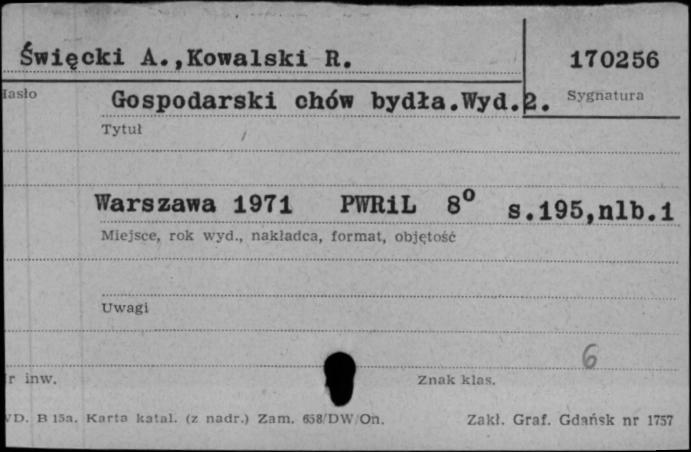 Święcki A.,Kowalski R.
170256
Sygnatura
Gospodarski chów bydła.Wyd.2.
Tytuł
Warszawa 1971 PWRiL 8° s.195,nlb.1
Miejsce, rok wyd., nakładca, format, objętość
Uwagi
6
inw.
Znak klas.
B 15a. Karta katal. (z nadr.) Zam. 658/DW/On.
Zakł. Graf. Gdańsk nr 1757